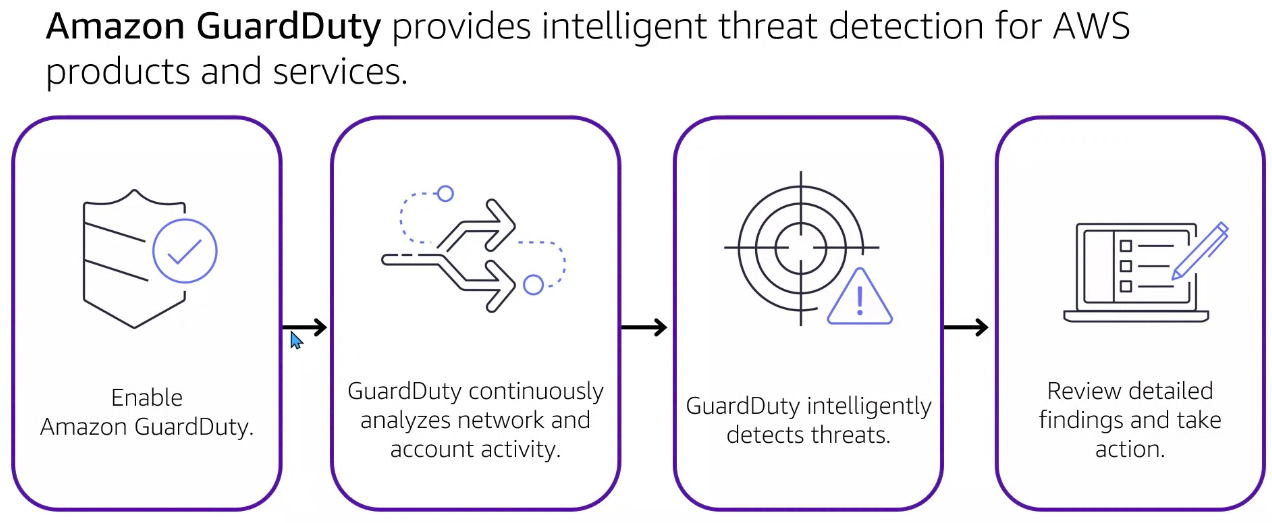 Amazon GuardDuty provides intelligent threat detection for AWS
products and services.
Enable
Amazon GuardDuty.
GuardDuty continuously
analyzes network and
account activity.
GuardDuty intelligently
detects threats.
Review detailed
findings and take
action.